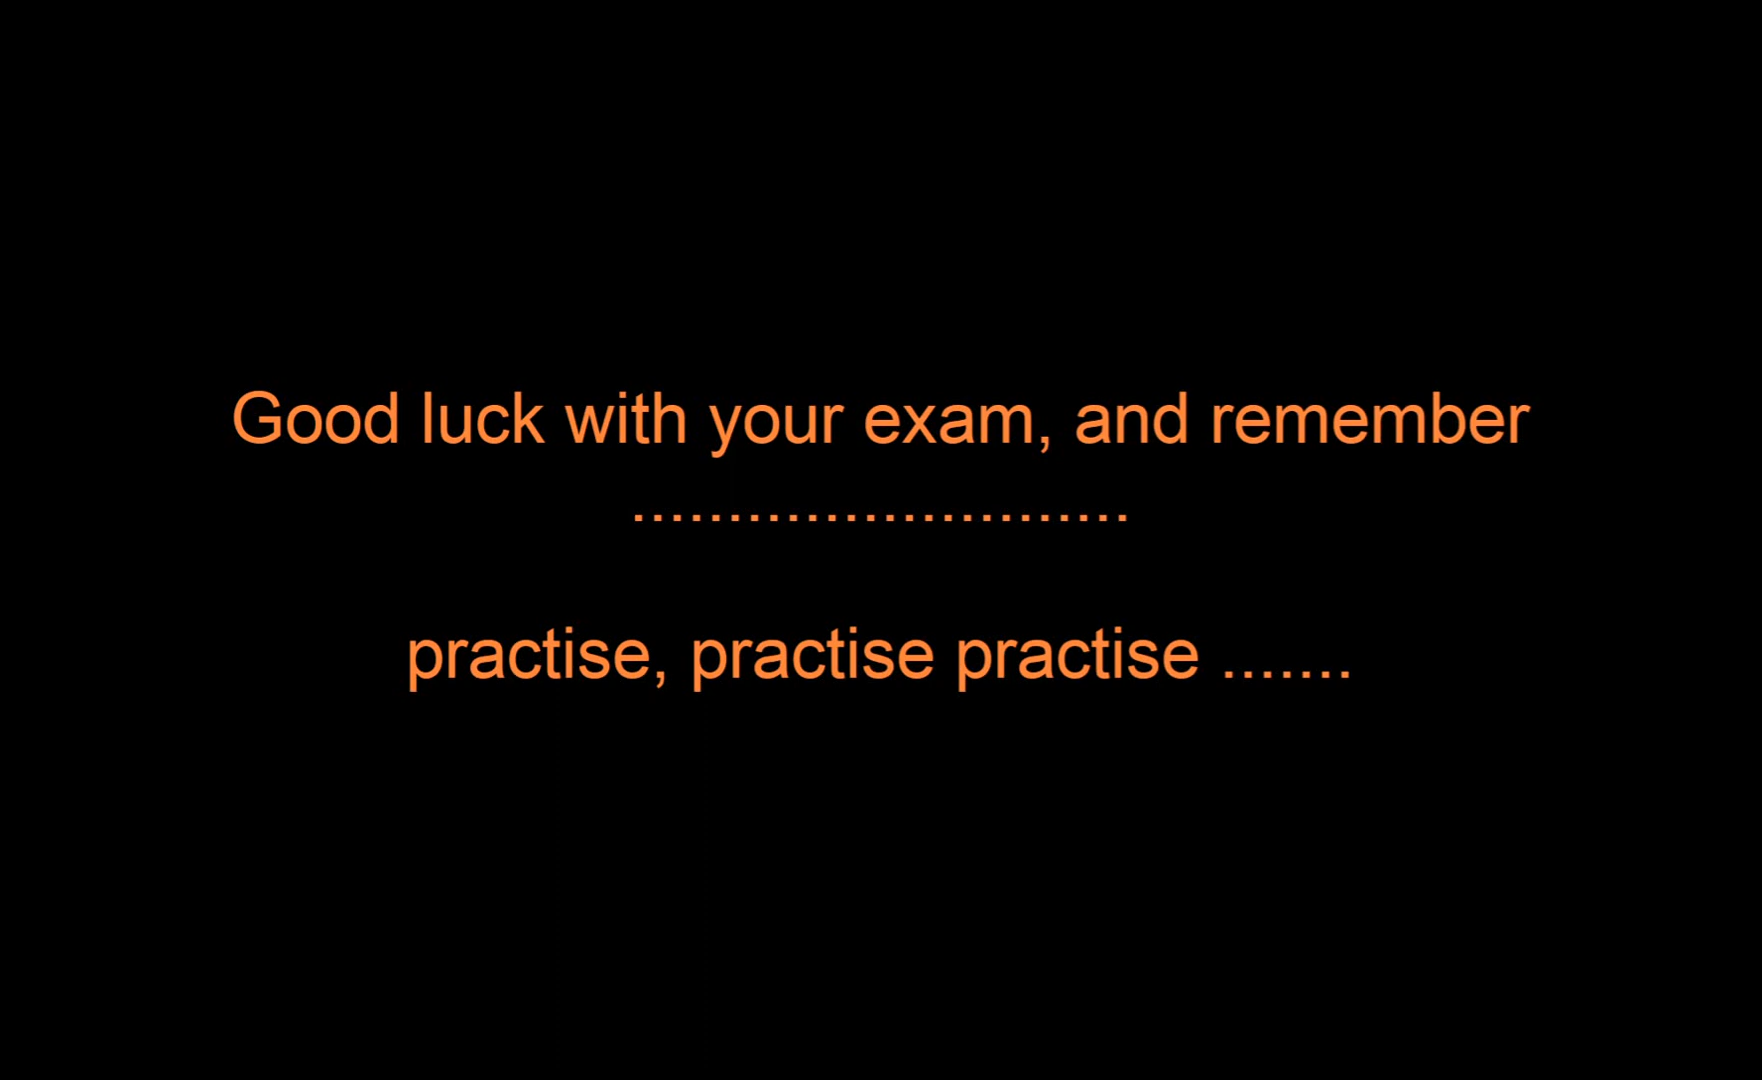 Good luck with your exam, and remember
..........................
practise, practise practise .......